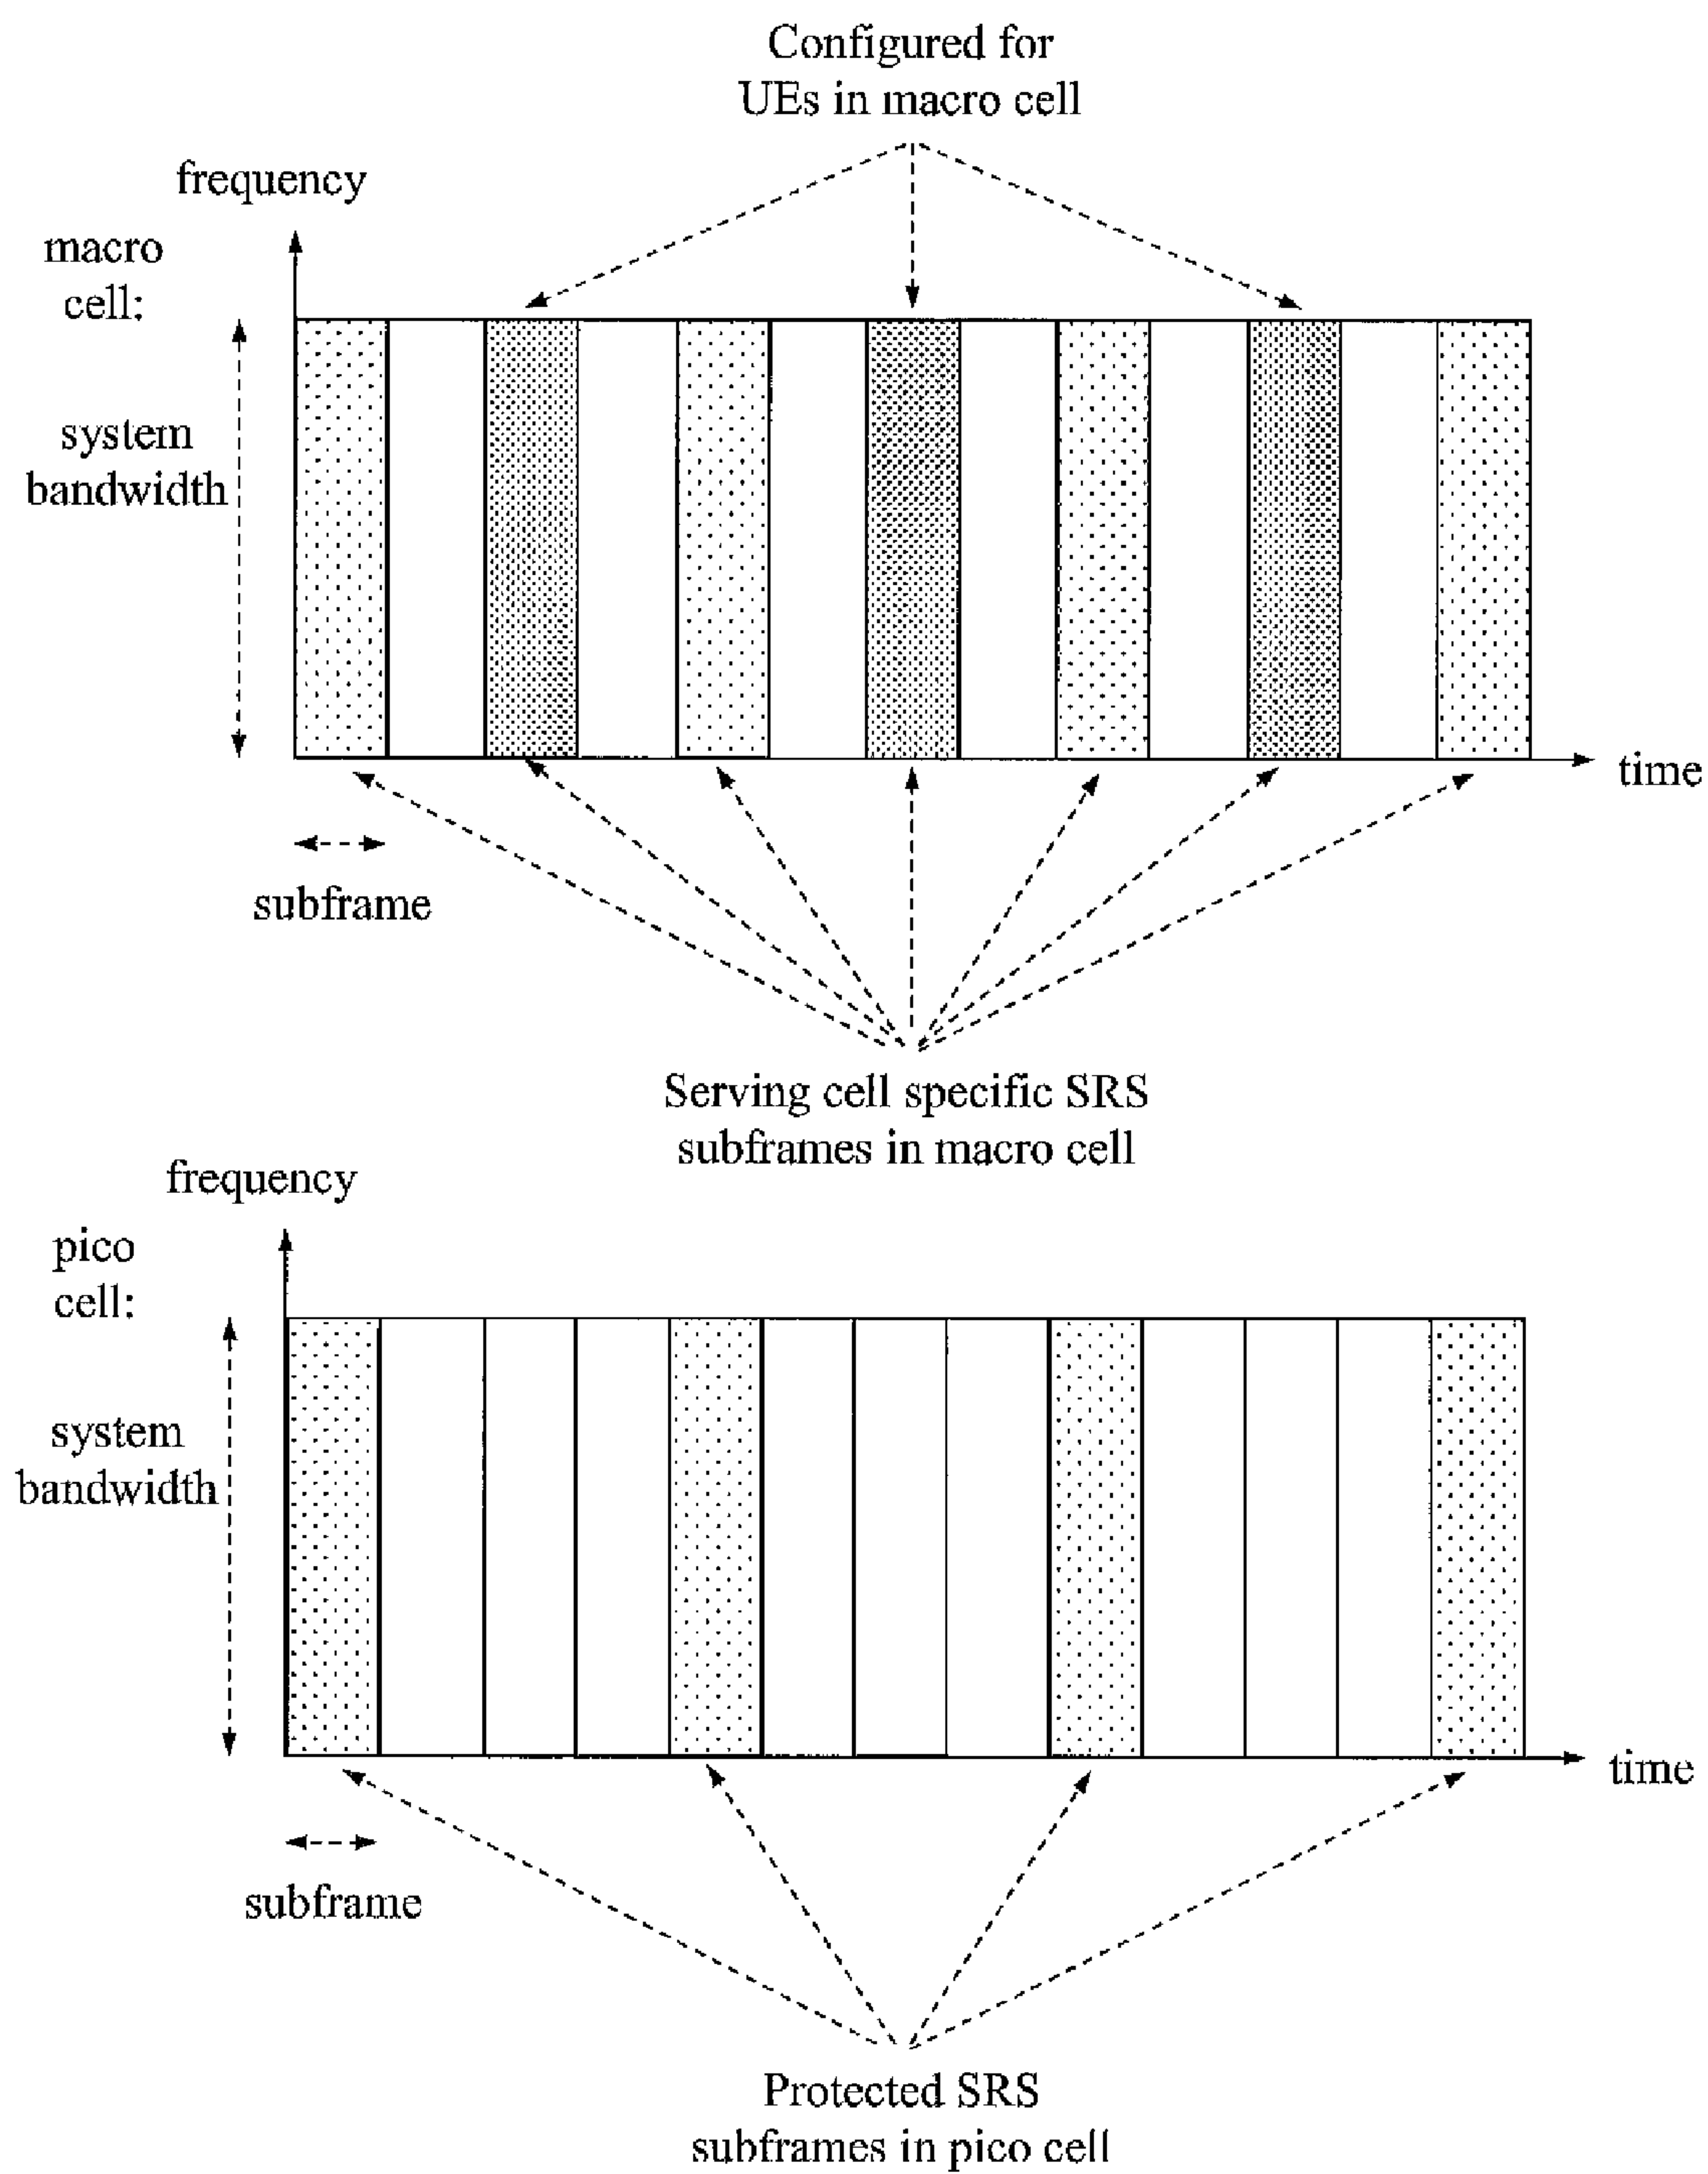 Configured for
UEs in macro cell
frequency
macro
cell:
system
bandwidth
time
subframe
Serving cell specific SRS
subframes in macro cell
frequency
pico
cell:
system
bandwidth
time
subframe
Protected SRS
subframes in pico cell